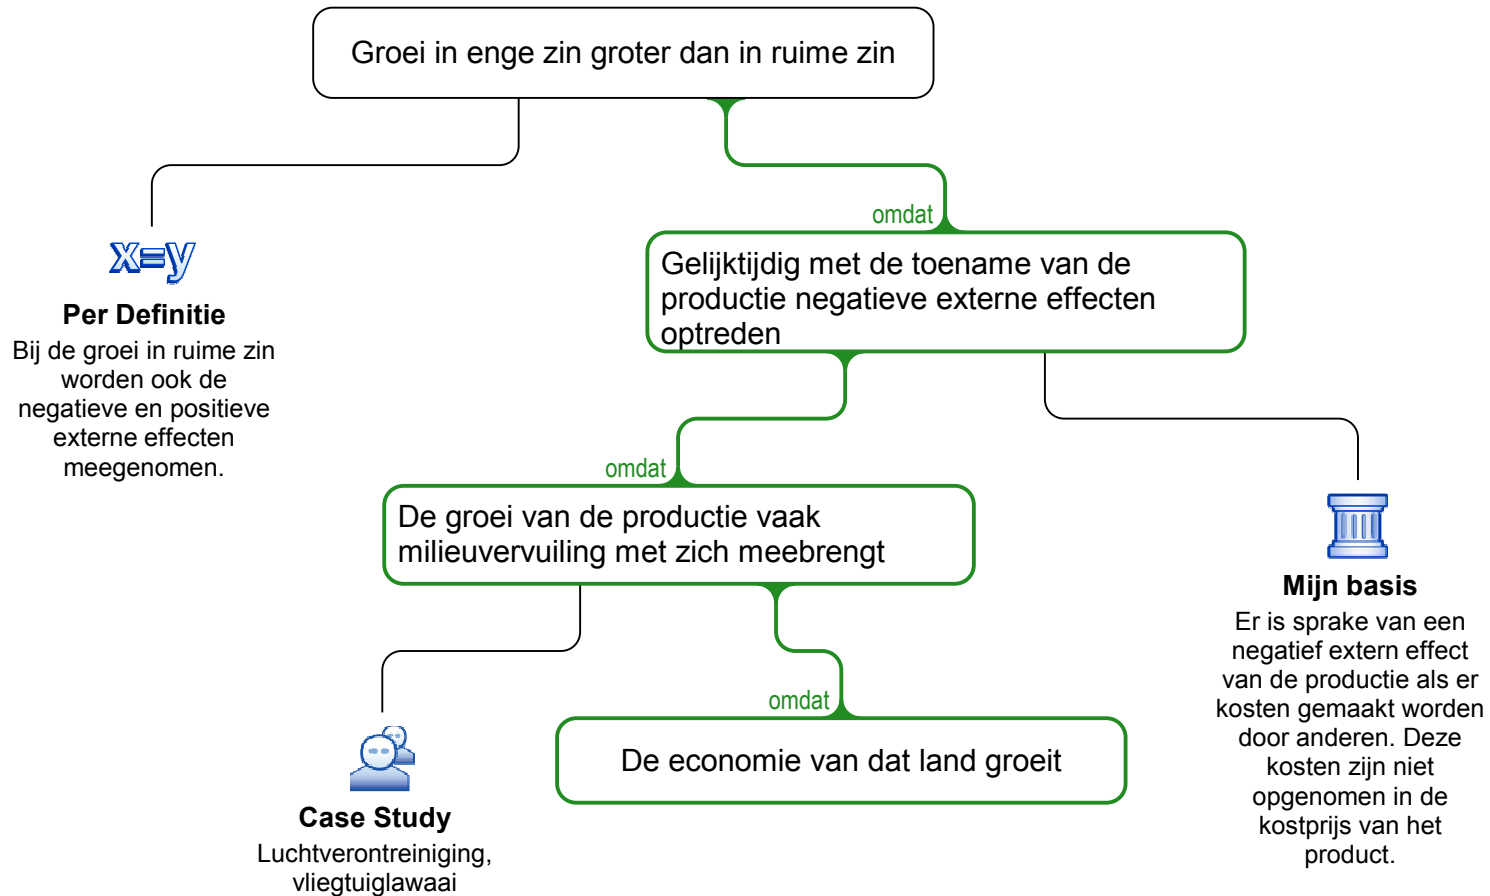 Groei in enge zin groter dan in ruime zin
omdat
x=y
Per Definitie
Bij de groei in ruime zin
worden ook de
negatieve en positieve
externe effecten
meegenomen.
Gelijktijdig met de toename van de
productie negatieve externe effecten
optreden
omdat
De groei van de productie vaak
milieuvervuiling met zich meebrengt
Mijn basis
Er is sprake van een
negatief extern effect
van de productie als er
kosten gemaakt worden
door anderen. Deze
kosten zijn niet
opgenomen in de
kostprijs van het
product.
omdat
De economie van dat land groeit
Case Study
Luchtverontreiniging,
vliegtuiglawaai